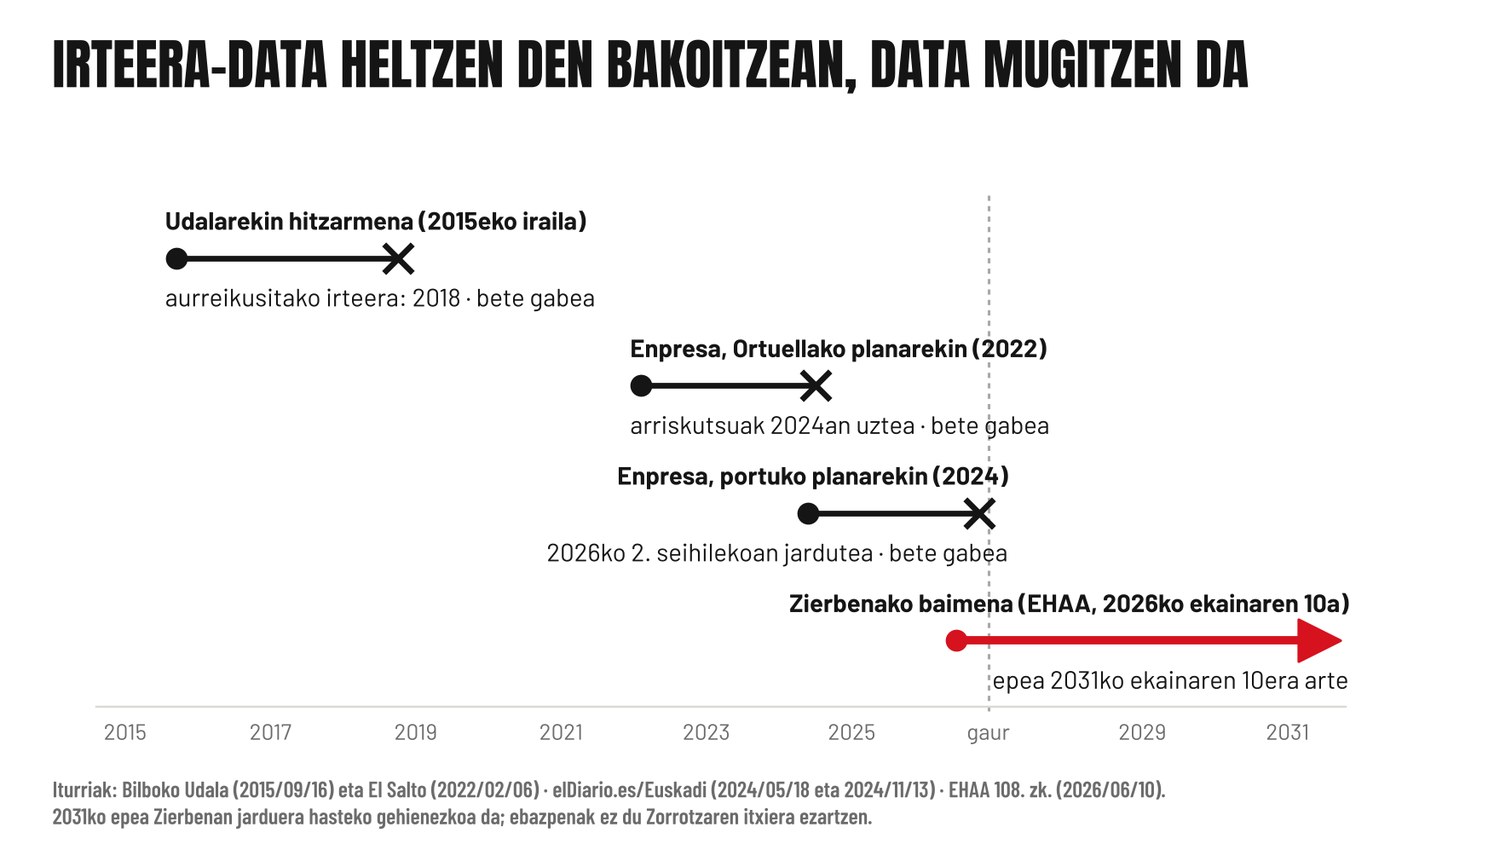 IRTEERA-DATA HELTZEN DEN BAKOITZEAN, DATA MUGITZEN DA
Udalarekin hitzarmena (2015eko iraila)
aurreikusitako irteera: 2018 · bete gabea
Enpresa, Ortuellako planarekin (2022)
arriskutsuak 2024an uztea · bete gabea
Enpresa, portuko planarekin (2024)
2026ko 2. seihilekoan jardutea · bete gabea
Zierbenako baimena (EHAA, 2026ko ekainaren 10a)
epea 2031ko ekainaren 10era arte
2015 2017 2019 2021 2023 2025 gaur 2029 2031
Iturriak: Bilboko Udala (2015/09/16) eta El Salto (2022/02/06) · elDiario.es/Euskadi (2024/05/18 eta 2024/11/13) · EHAA 108. zk. (2026/06/10).
2031ko epea Zierbenan jarduera hasteko gehienezkoa da; ebazpenak ez du Zorrotzaren itxiera ezartzen.